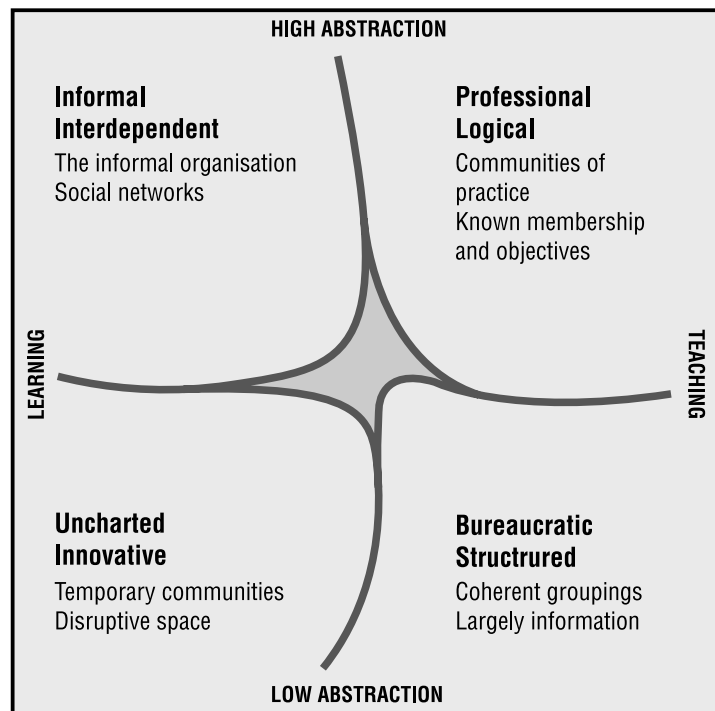 HIGH ABSTRACTION
Informal
Interdependent
The informal organisation
Social networks
Professional
Logical
Communities of
practice
Known membership
and objectives
LEARNING
TEACHING
Uncharted
Innovative
Temporary communities
Disruptive space
Bureaucratic
Structrured
Coherent groupings
Largely information
LOW ABSTRACTION